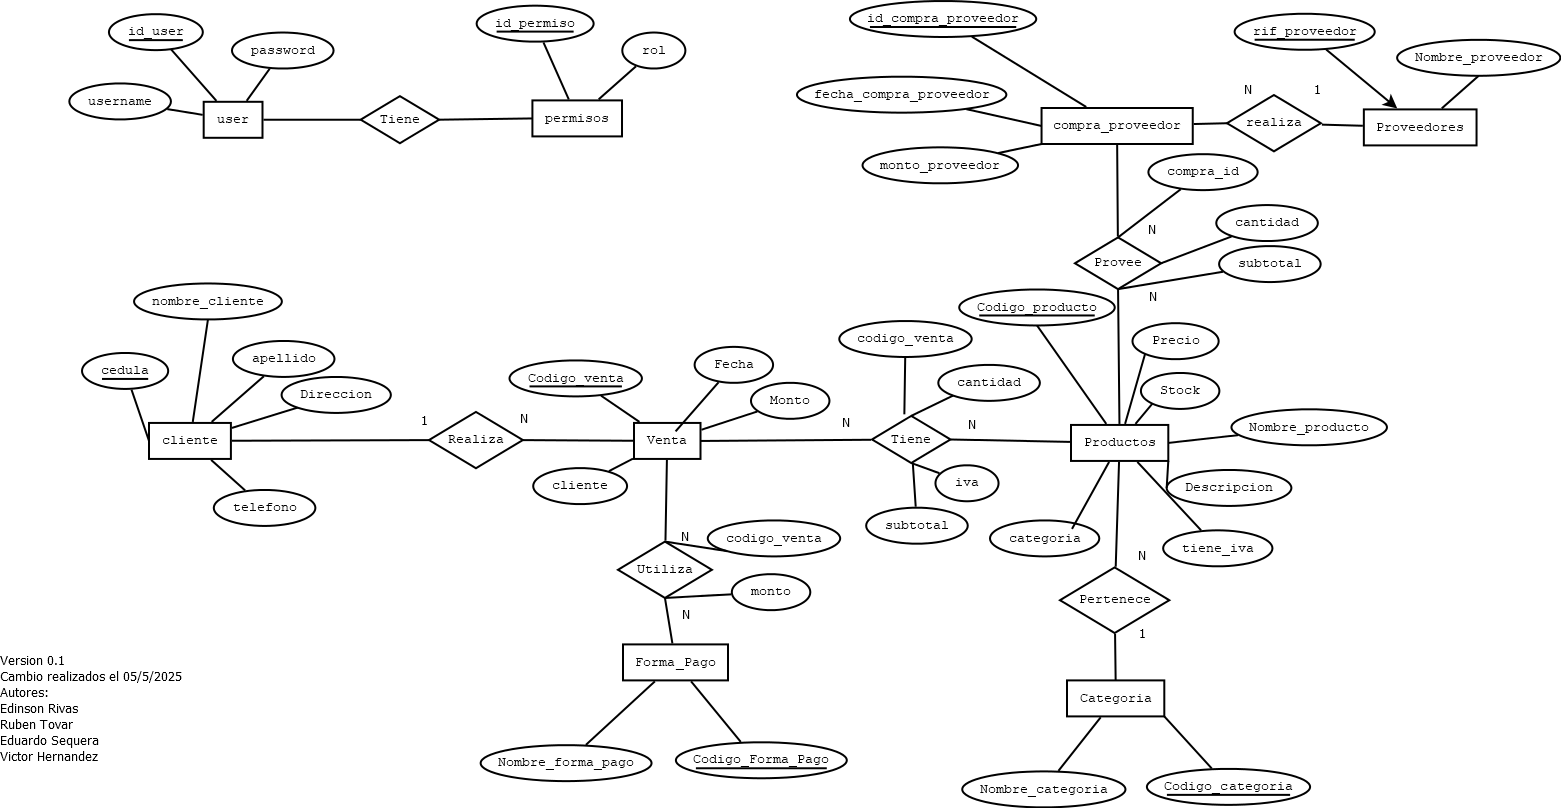 id_user
password
username
user
Tiene
id_permiso
rol
permisos
id_compra_proveedor
fecha_compra_proveedor
monto_proveedor
compra_proveedor
N
1
realiza
rif_proveedor
Nombre_proveedor
Proveedores
compra_id
N
cantidad
Provee
subtotal
N
nombre_cliente
cedula
apellido
Direccion
cliente
telefono
1
Realiza
N
Codigo_venta
Fecha
Monto
Venta
cliente
codigo_venta
cantidad
N
Tiene
N
iva
subtotal
Codigo_producto
Precio
Stock
Nombre_producto
Productos
Descripcion
categoria
tiene_iva
N
codigo_venta
Utiliza
monto
N
Forma_Pago
Nombre_forma_pago
Codigo_Forma_Pago
N
Pertenece
1
Categoria
Nombre_categoria
Codigo_categoria
Version 0.1
Cambio realizados el 05/5/2025
Autores:
Edinson Rivas
Ruben Tovar
Eduardo Sequera
Victor Hernandez